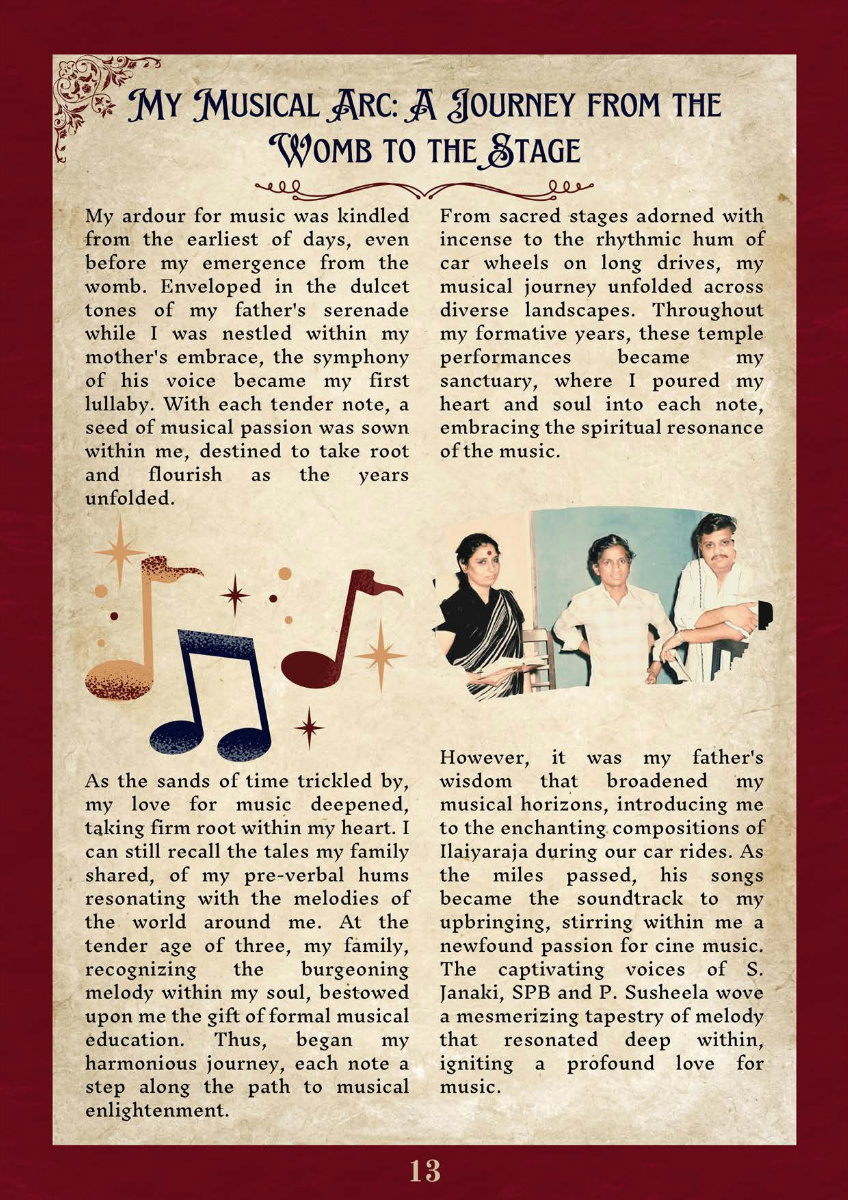 My Musical Arc: A Journey from the
Womb to the Stage
My ardour for music was kindled
from the earliest of days, even
before my emergence from the
womb. Enveloped in the dulcet
tones of my father's serenade
while I was nestled within my
mother's embrace, the symphony
of his voice became my first
lullaby. With each tender note, a
seed of musical passion was sown
within me, destined to take root
and flourish as the years
unfolded.
As the sands of time trickled by,
my love for music deepened,
taking firm root within my heart. I
can still recall the tales my family
shared, of my pre-verbal hums
resonating with the melodies of
the world around me. At the
tender age of three, my family,
recognizing the burgeoning
melody within my soul, bestowed
upon me the gift of formal musical
education. Thus, began my
harmonious journey, each note a
step along the path to musical
enlightenment.
From sacred stages adorned with
incense to the rhythmic hum of
car wheels on long drives, my
musical journey unfolded across
diverse landscapes. Throughout
my formative years, these temple
performances became my
sanctuary, where I poured my
heart and soul into each note,
embracing the spiritual resonance
of the music.
However, it was my father's
wisdom that broadened my
musical horizons, introducing me
to the enchanting compositions of
Ilaiyaraja during our car rides. As
the miles passed, his songs
became the soundtrack to my
upbringing, stirring within me a
newfound passion for cine music.
The captivating voices of S.
Janaki, SPB and P. Susheela wove
a mesmerizing tapestry of melody
that resonated deep within,
igniting a profound love for
music.
13